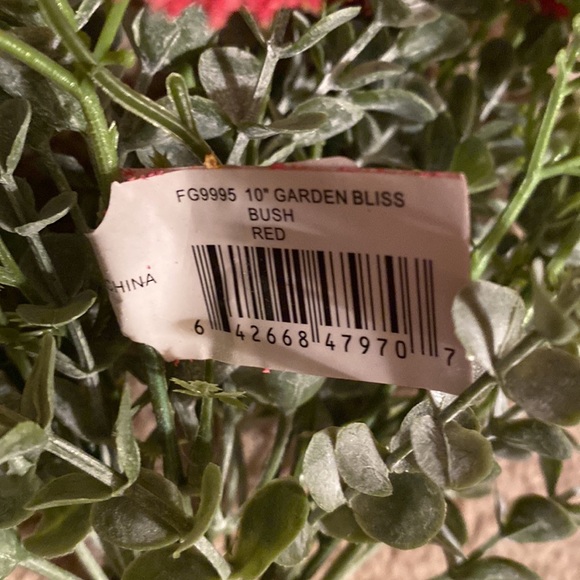 FG9995 10" GARDEN BLISS
BUSH
RED
CHINA
6 42668 47970 7